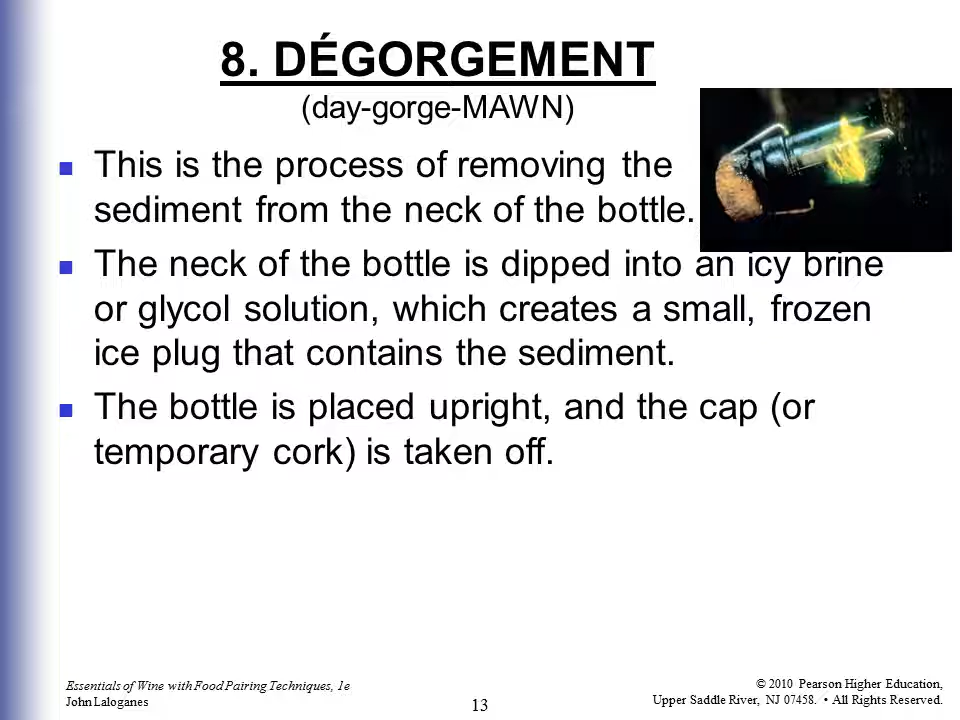 8. DÉGORGEMENT
(day-gorge-MAWN)
This is the process of removing the
sediment from the neck of the bottle.
The neck of the bottle is dipped into an icy brine
or glycol solution, which creates a small, frozen
ice plug that contains the sediment.
The bottle is placed upright, and the cap (or
temporary cork) is taken off.
Essentials of Wine with Food Pairing Techniques, 1e
John Laloganes
13
© 2010 Pearson Higher Education,
Upper Saddle River, NJ 07458. • All Rights Reserved.